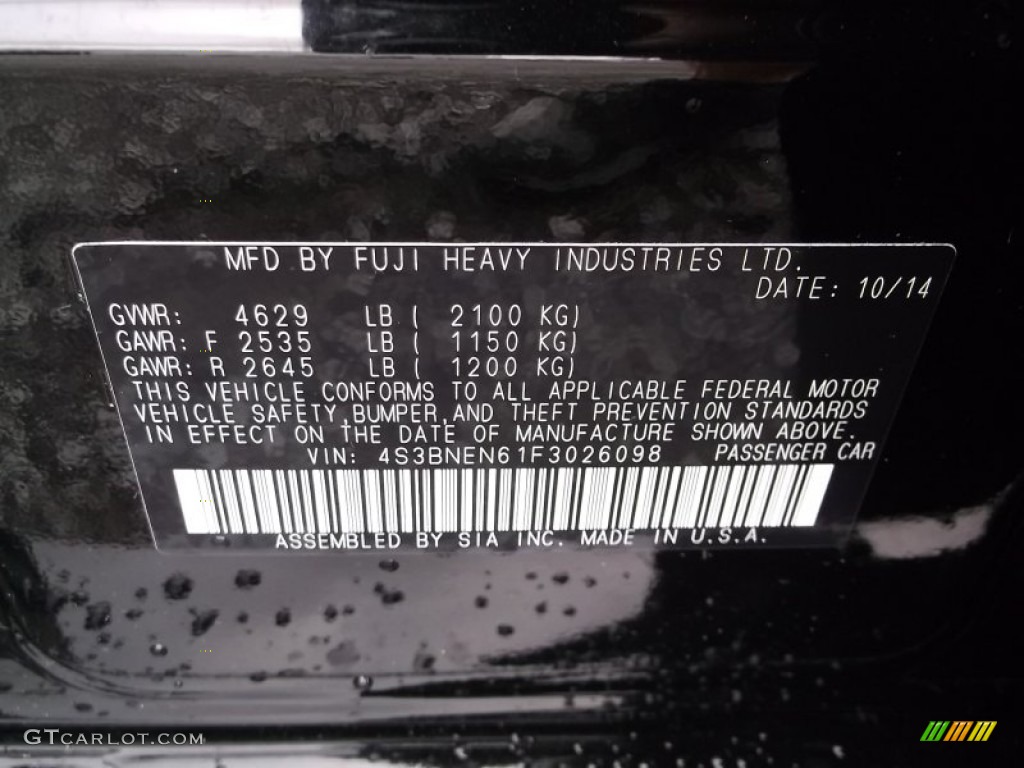 MFD BY FUJI HEAVY INDUSTRIES LTD.
DATE: 10/14
GVWR: 4629 LB ( 2100 KG)
GAWR: F 2535 LB ( 1150 KG)
GAWR: R 2645 LB ( 1200 KG)
THIS VEHICLE CONFORMS TO ALL APPLICABLE FEDERAL MOTOR
VEHICLE SAFETY,BUMPER,AND THEFT PREVENTION STANDARDS
IN EFFECT ON THE DATE OF MANUFACTURE SHOWN ABOVE.
VIN: 4S3BNEN61F3026098 PASSENGER CAR
ASSEMBLED BY SIA INC. MADE IN U.S.A.
GTCARLOT.COM